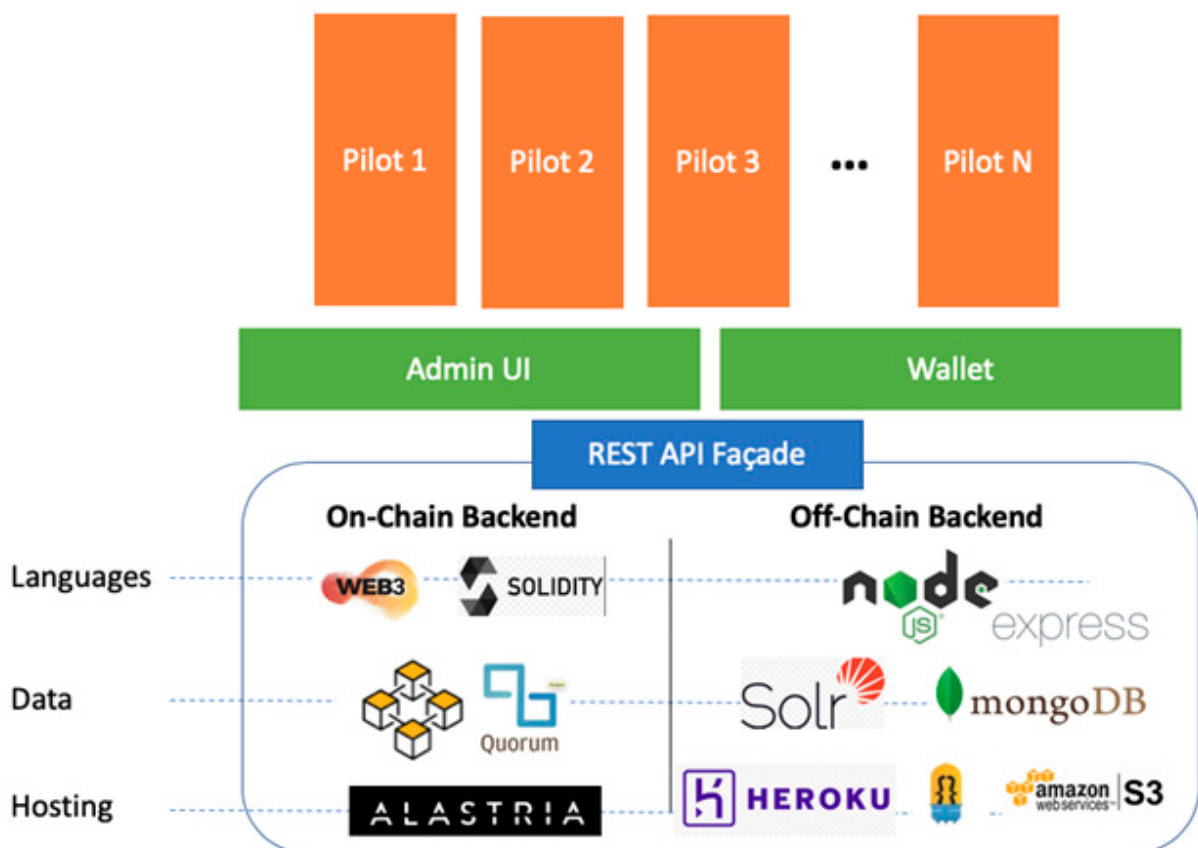 Pilot 1
Pilot 2
Pilot 3
...
Pilot N
Admin UI
Wallet
REST API Façade
On-Chain Backend
Off-Chain Backend
Languages
WEB3
SOLIDITY
node
JS
express
Data
Quorum
Solr
mongoDB
Hosting
ALASTRIA
HEROKU
amazon
web services™
S3